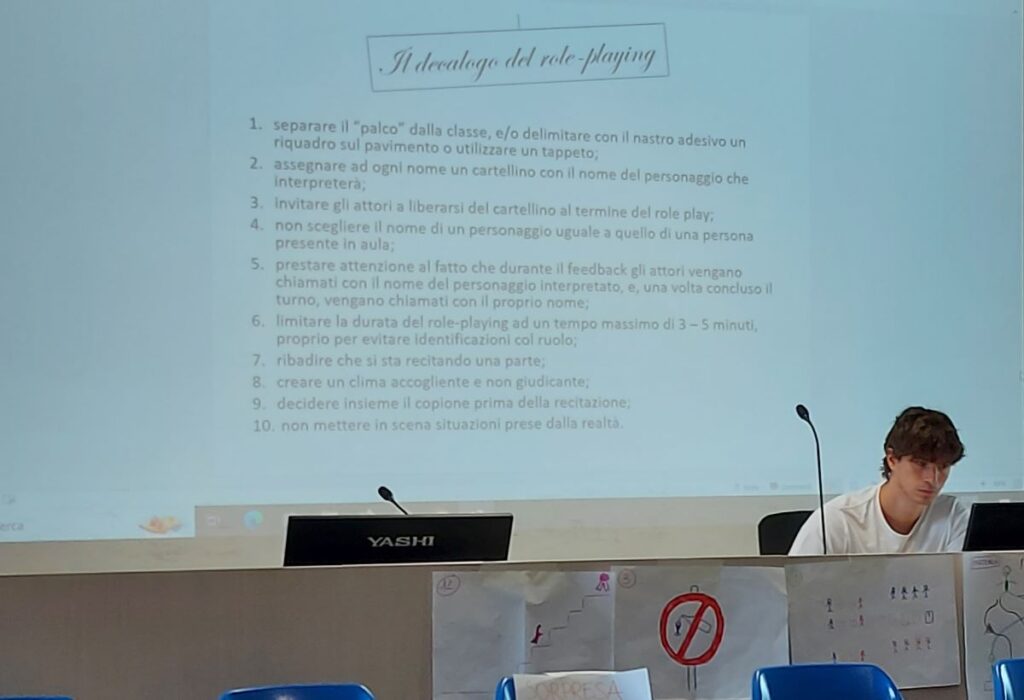 Il decalogo del role-playing
1. separare il "palco" dalla classe, e/o delimitare con il nastro adesivo un
riquadro sul pavimento o utilizzare un tappeto;
2. assegnare ad ogni nome un cartellino con il nome del personaggio che
interpreterà;
3. invitare gli attori a liberarsi del cartellino al termine del role play;
4. non scegliere il nome di un personaggio uguale a quello di una persona
presente in aula;
5. prestare attenzione al fatto che durante il feedback gli attori vengano
chiamati con il nome del personaggio interpretato, e, una volta concluso il
turno, vengano chiamati con il proprio nome;
6. limitare la durata del role-playing ad un tempo massimo di 3 – 5 minuti,
proprio per evitare identificazioni col ruolo;
7. ribadire che si sta recitando una parte;
8. creare un clima accogliente e non giudicante;
9. decidere insieme il copione prima della recitazione;
10. non mettere in scena situazioni prese dalla realtà.
erca
YASHI
SORPRESA